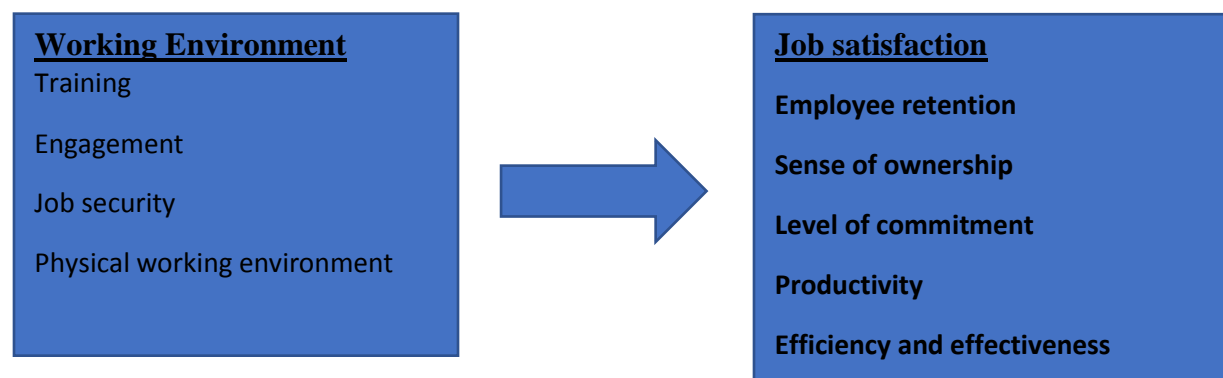 Working Environment
Training
Engagement
Job security
Physical working environment
Job satisfaction
Employee retention
Sense of ownership
Level of commitment
Productivity
Efficiency and effectiveness